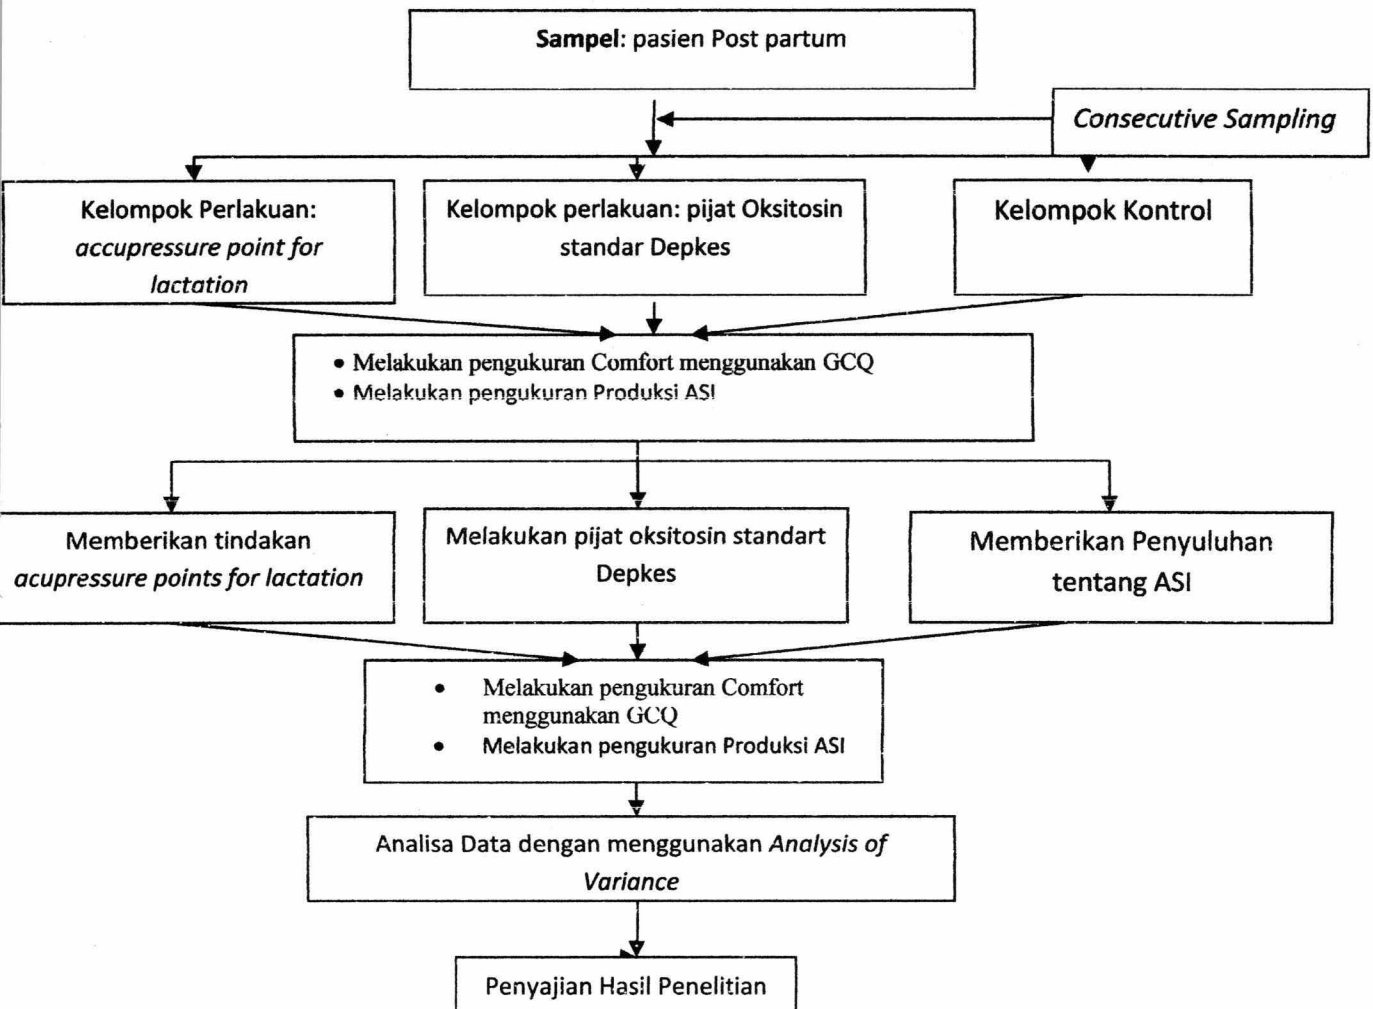 Sampel: pasien Post partum
Consecutive Sampling
Kelompok Perlakuan:
accupressure point for
lactation
Kelompok perlakuan: pijat Oksitosin
standar Depkes
Kelompok Kontrol
• Melakukan pengukuran Comfort menggunakan GCQ
• Melakukan pengukuran Produksi ASI
Memberikan tindakan
acupressure points for lactation
Melakukan pijat oksitosin standart
Depkes
Memberikan Penyuluhan
tentang ASI
• Melakukan pengukuran Comfort
menggunakan GCQ
• Melakukan pengukuran Produksi ASI
Analisa Data dengan menggunakan Analysis of
Variance
Penyajian Hasil Penelitian